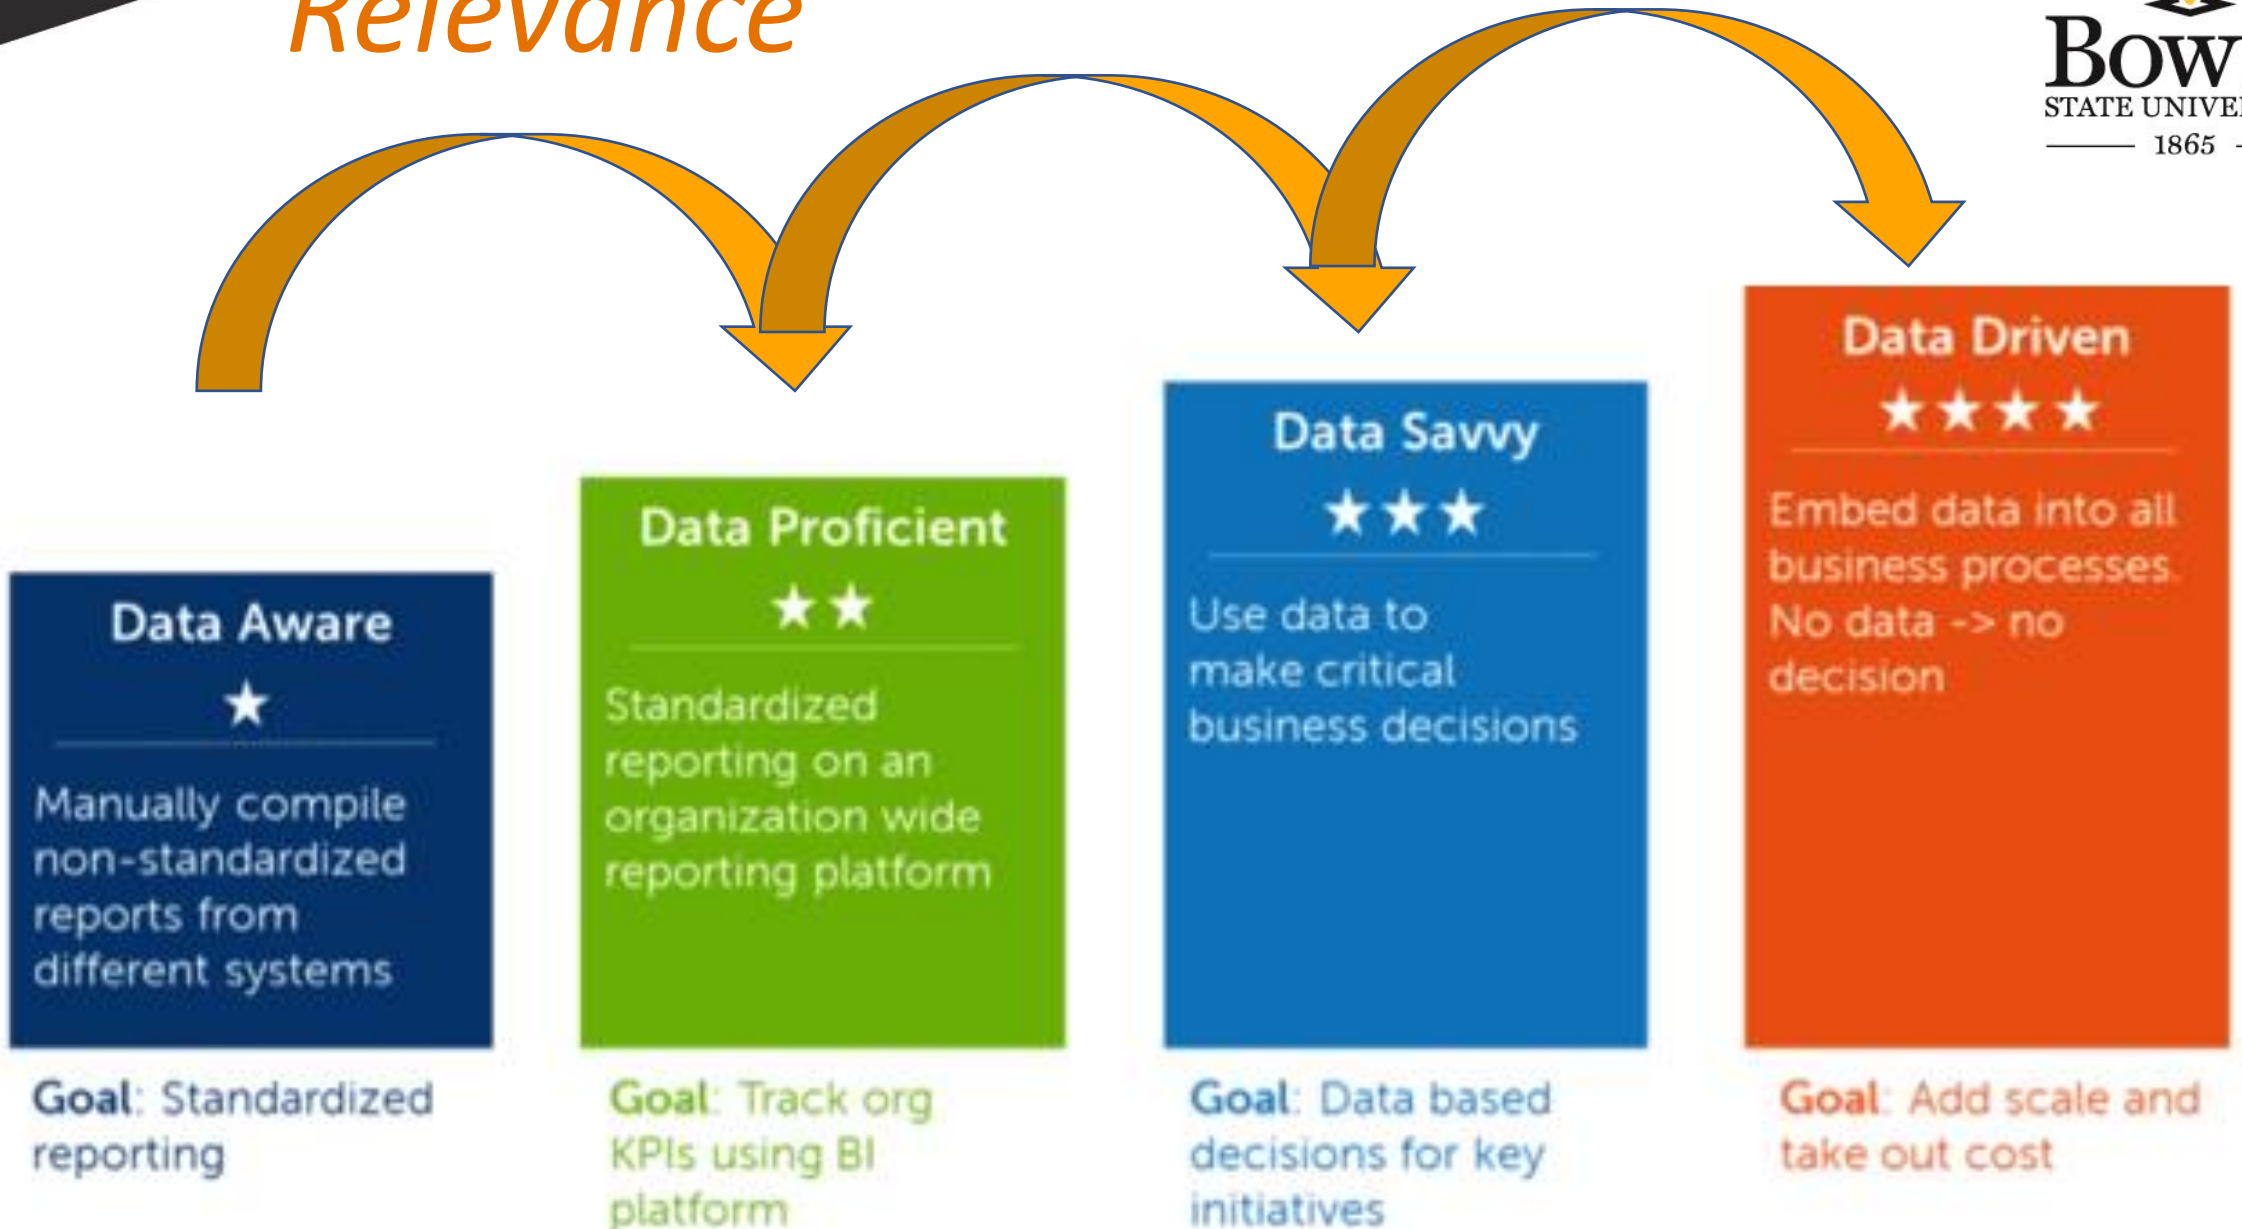 Relevance
STATE UNIVE
1865
Data Aware
Manually compile
non-standardized
reports from
different systems
Goal: Standardized
reporting
Data Proficient
Standardized
reporting on an
organization wide
reporting platform
Goal: Track org
KPIs using BI
platform
Data Savvy
Use data to
make critical
business decisions
Goal: Data based
decisions for key
initiatives
Data Driven
Embed data into all
business processes.
No data -> no
decision
Goal: Add scale and
take out cost